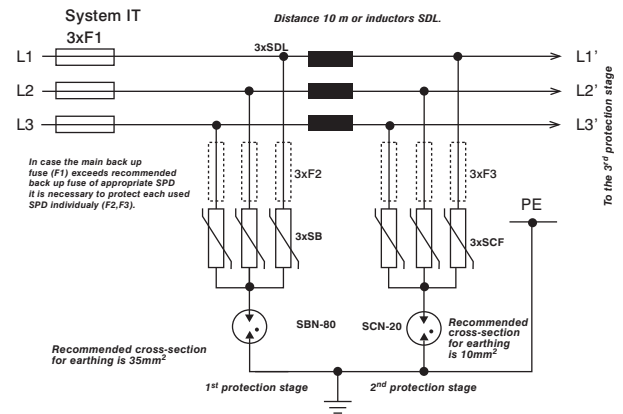 System IT
Distance 10 m or inductors SDL.
3xF1
3xSDL
L1
L1'
L2
L2'
L3
L3'
To the 3rd protection stage
In case the main back up
fuse (F1) exceeds recommended
back up fuse of appropriate SPD
it is necessary to protect each used
SPD individualy (F2,F3).
3xF2
3xF3
PE
3xSB
3xSCF
SBN-80
SCN-20
Recommended
cross-section
for earthing
is 10mm2
Recommended cross-section
for earthing is 35mm2
1st protection stage
2nd protection stage